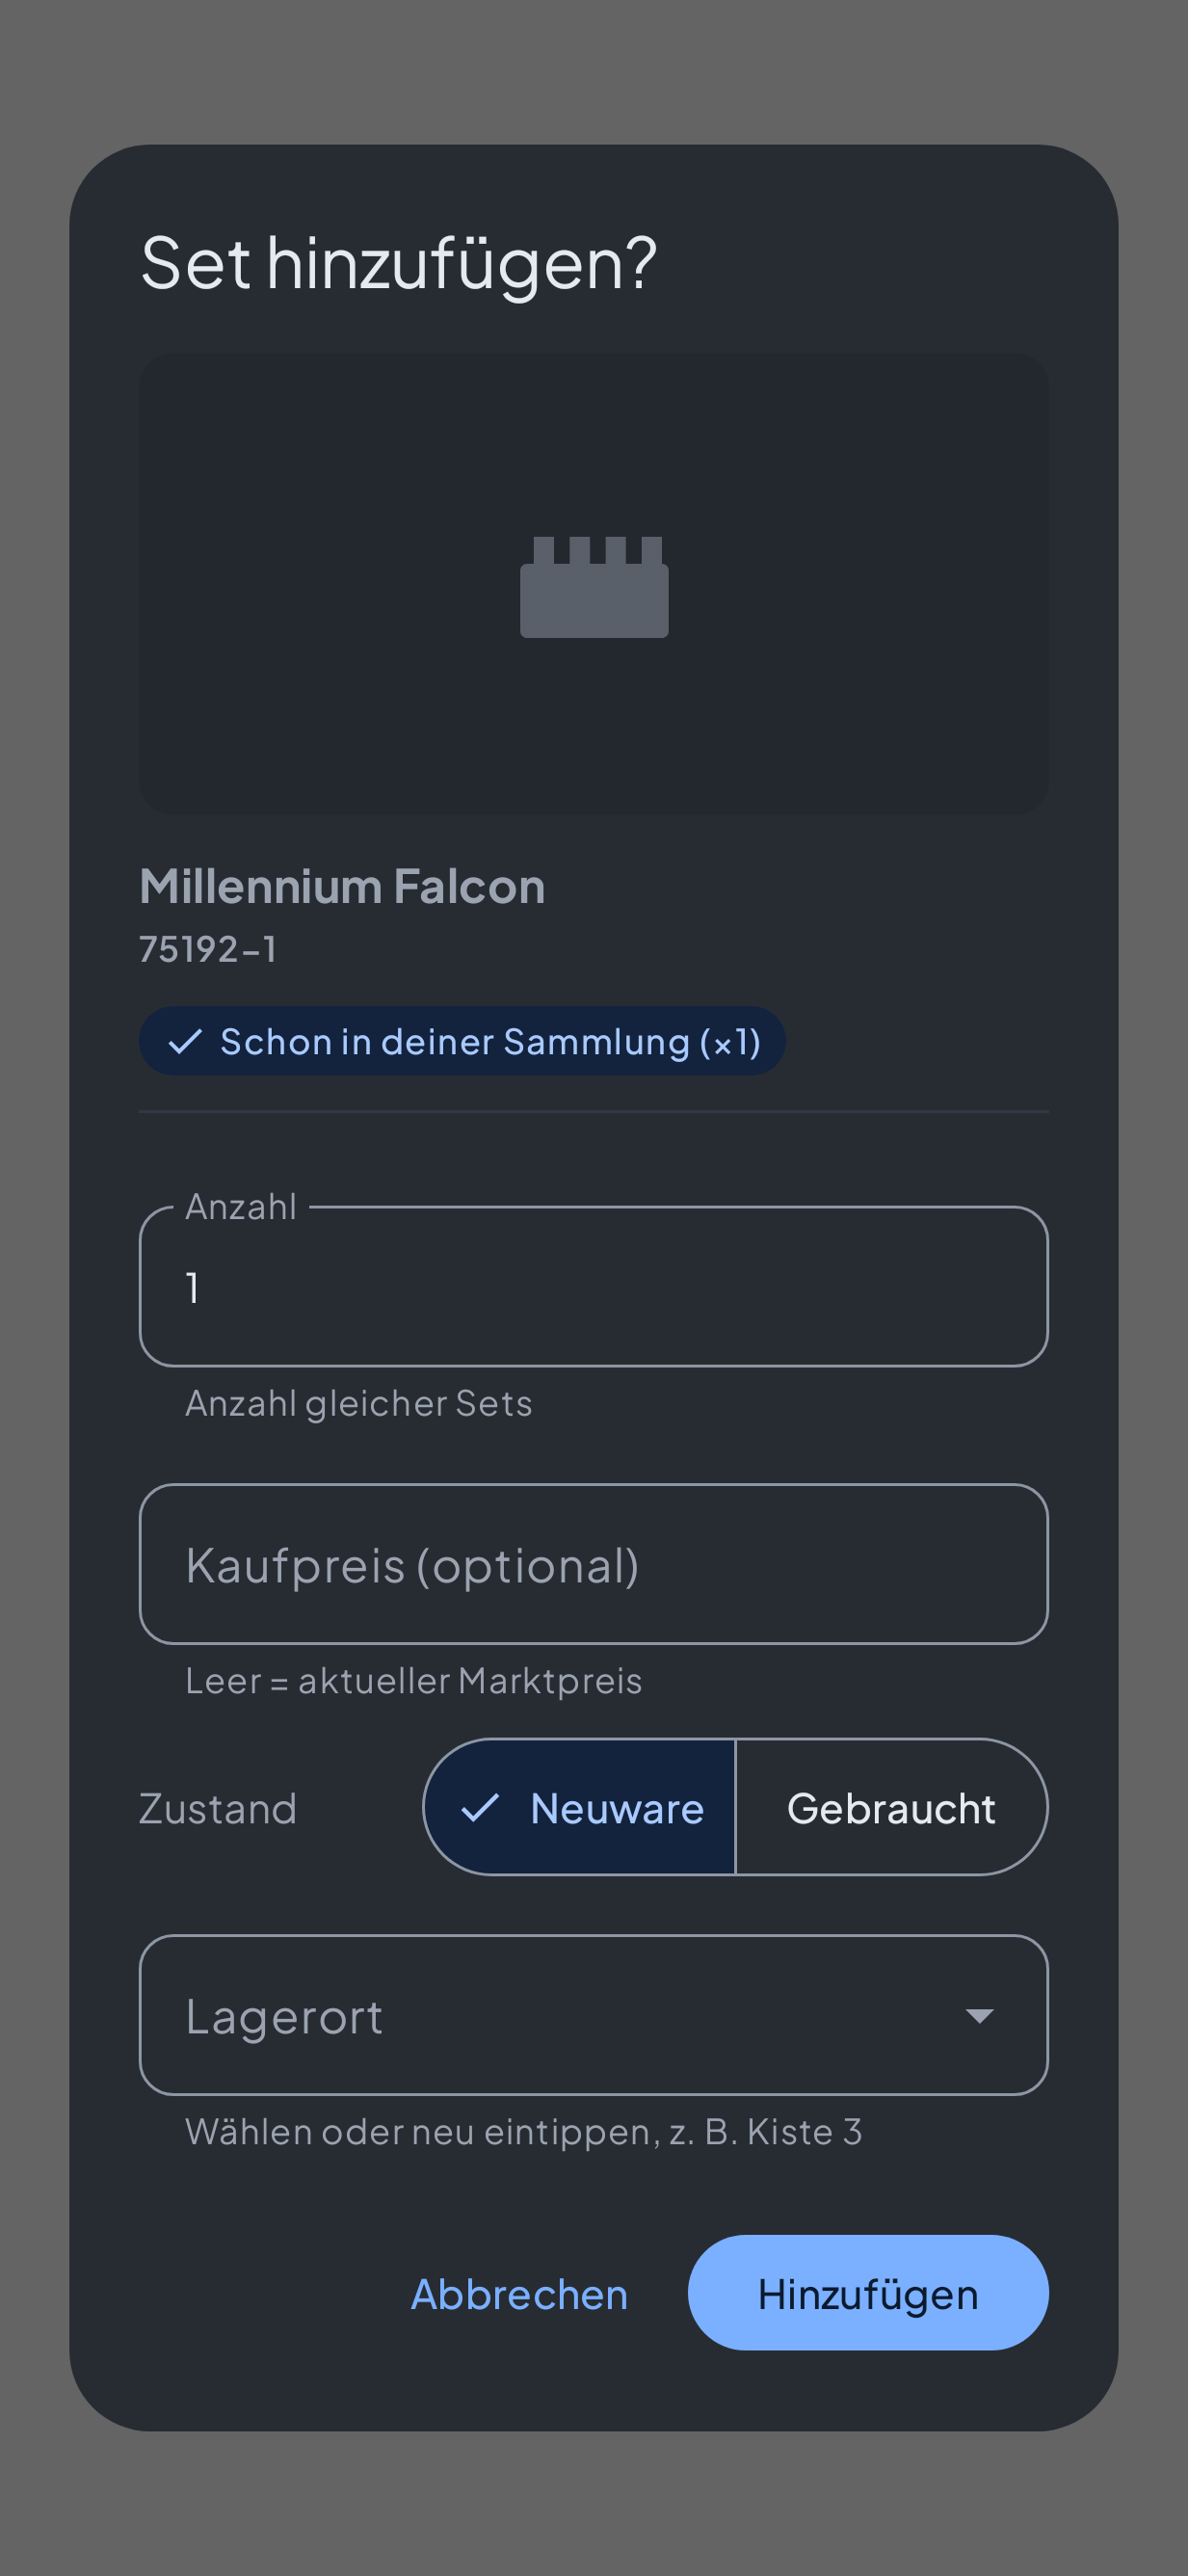 Set hinzufügen?
Millennium Falcon
75192-1
Schon in deiner Sammlung (×1)
Anzahl
1
Anzahl gleicher Sets
Kaufpreis (optional)
Leer = aktueller Marktpreis
Zustand
Neuware
Gebraucht
Lagerort
Wählen oder neu eintippen, z. B. Kiste 3
Abbrechen
Hinzufügen